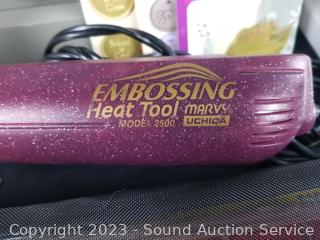 EMBOSSING
Heat Tool MARVY
MODEL 2500 UCHIDA
Copyright 2023 - Sound Auction Service